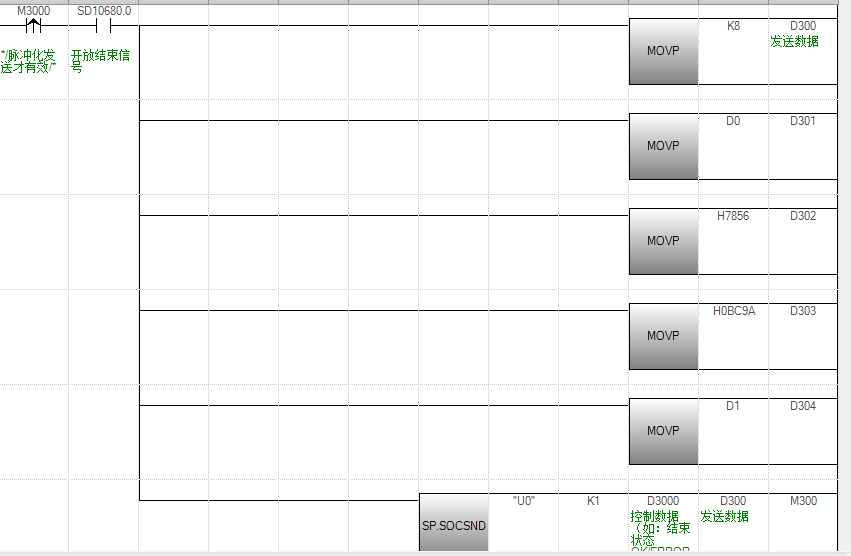 M3000 SD10680.0
*/脉冲化发
送才有效/*
开放结束信
号
MOVP K8 D300
发送数据
MOVP D0 D301
MOVP H7856 D302
MOVP H0BC9A D303
MOVP D1 D304
SP.SOCSND "U0" K1 D3000 D300 M300
控制数据
（如：结束
状态
OK/ERROR
发送数据